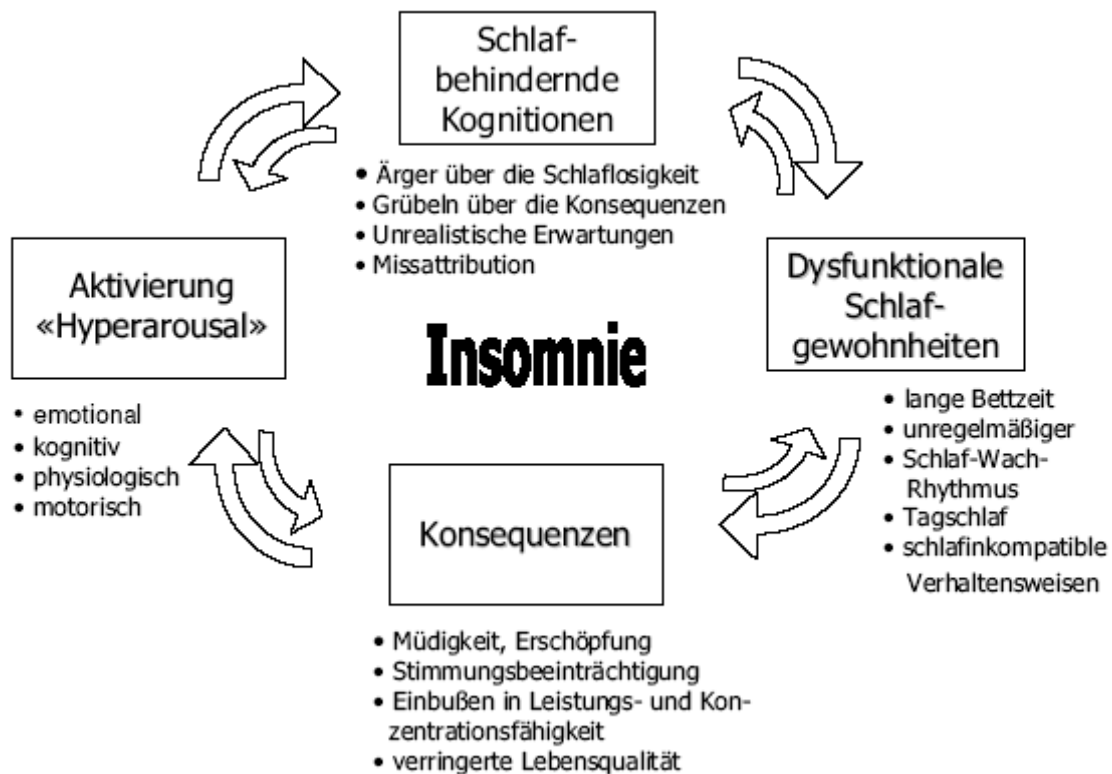 Schlaf-
behindernde
Kognitionen
• Ärger über die Schlaflosigkeit
• Grübeln über die Konsequenzen
• Unrealistische Erwartungen
• Missattribution
Aktivierung
«Hyperarousal»
• emotional
• kognitiv
• physiologisch
• motorisch
Insomnie
Dysfunktionale
Schlaf-
gewohnheiten
• lange Bettzeit
• unregelmäßiger
• Schlaf-Wach-
Rhythmus
• Tagschlaf
• schlafinkompatible
Verhaltensweisen
Konsequenzen
• Müdigkeit, Erschöpfung
• Stimmungsbeeinträchtigung
• Einbußen in Leistungs- und Kon-
zentrationsfähigkeit
• verringerte Lebensqualität